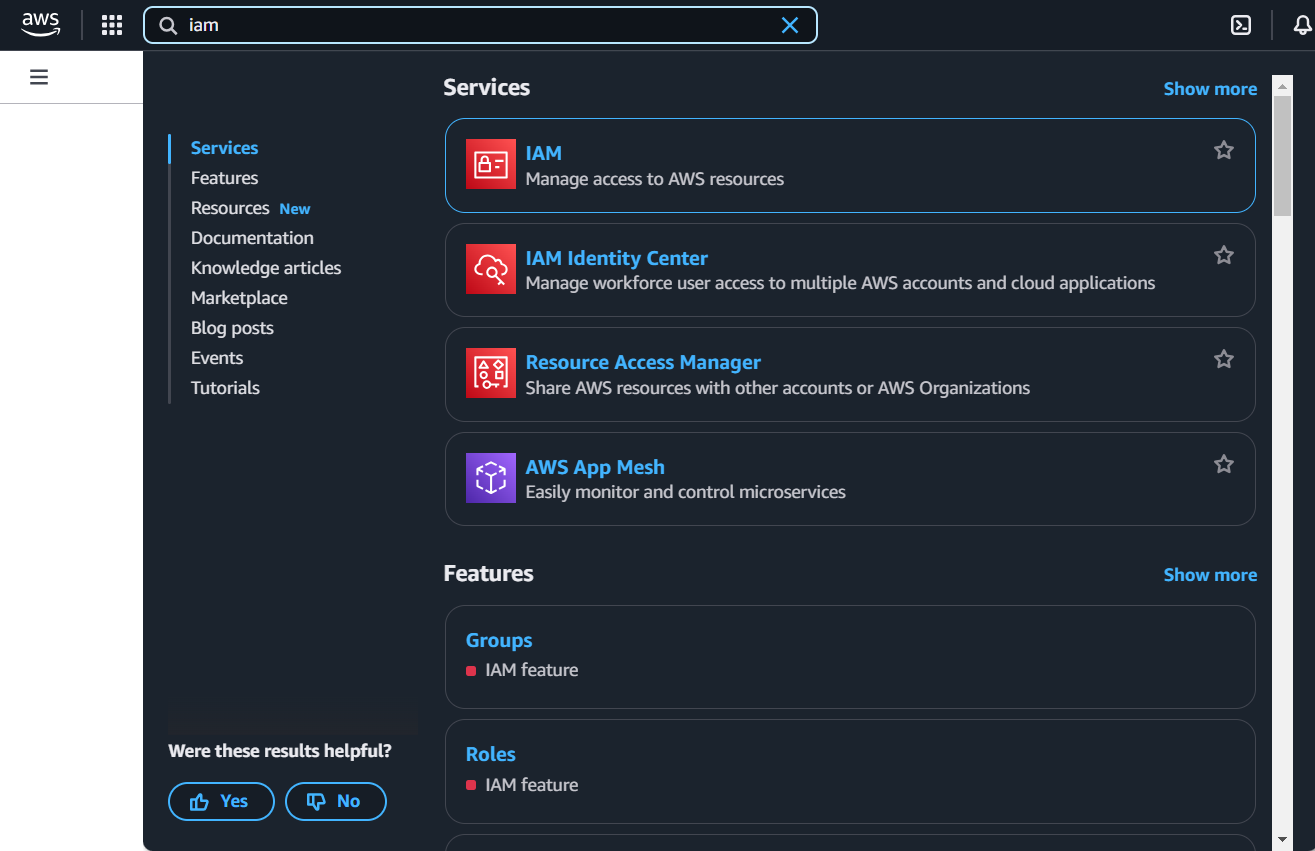 aws
iam
Services
Features
Resources New
Documentation
Knowledge articles
Marketplace
Blog posts
Events
Tutorials
Were these results helpful?
Yes
No
Services
Show more
IAM
Manage access to AWS resources
IAM Identity Center
Manage workforce user access to multiple AWS accounts and cloud applications
Resource Access Manager
Share AWS resources with other accounts or AWS Organizations
AWS App Mesh
Easily monitor and control microservices
Features
Show more
Groups
IAM feature
Roles
IAM feature